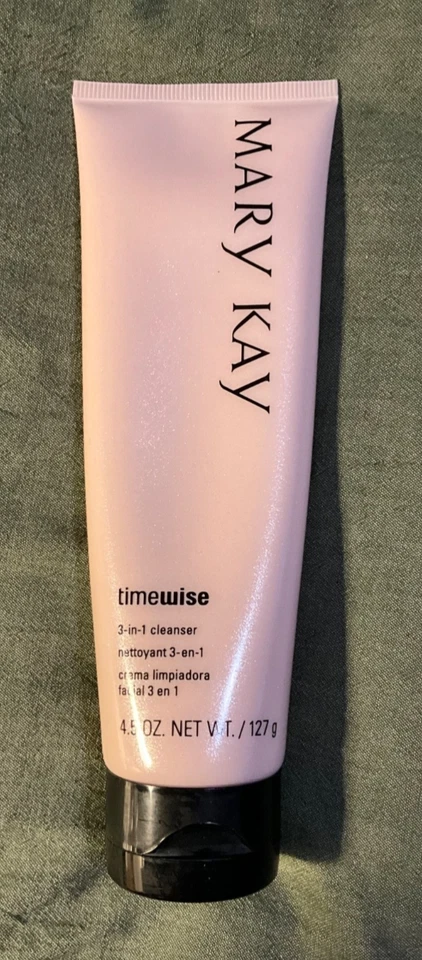 MARY KAY
timewise
3-in-1 cleanser
nettoyant 3-en-1
crema limpiadora
facial 3 en 1
4.5 OZ. NET WT. / 127 g